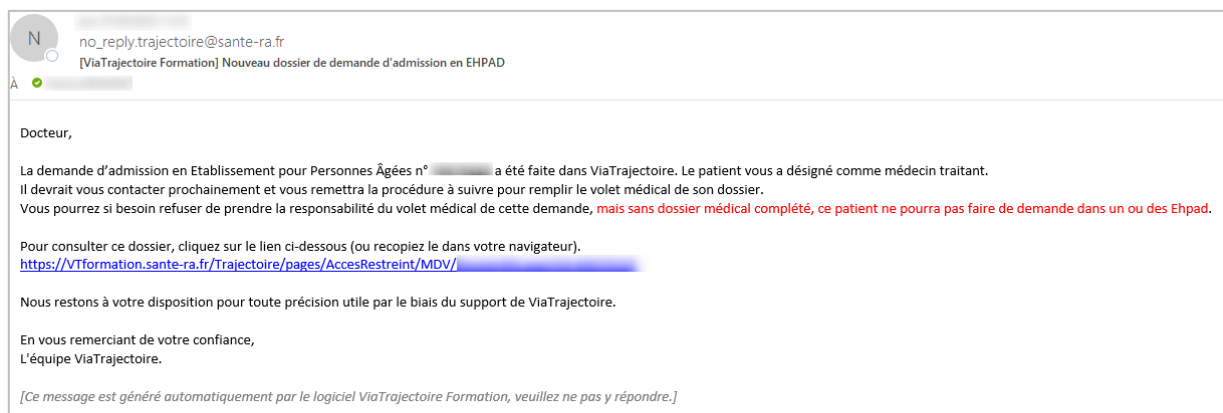 N
no_reply.trajectoire@sante-ra.fr
[ViaTrajectoire Formation] Nouveau dossier de demande d'admission en EHPAD
À
Docteur,
La demande d’admission en Etablissement pour Personnes Âgées n° a été faite dans ViaTrajectoire. Le patient vous a désigné comme médecin traitant.
Il devrait vous contacter prochainement et vous remettra la procédure à suivre pour remplir le volet médical de son dossier.
Vous pourrez si besoin refuser de prendre la responsabilité du volet médical de cette demande, mais sans dossier médical complété, ce patient ne pourra pas faire de demande dans un ou des Ehpad.
Pour consulter ce dossier, cliquez sur le lien ci-dessous (ou recopiez le dans votre navigateur).
https://VTformation.sante-ra.fr/Trajectoire/pages/AccesRestreint/MDV/
Nous restons à votre disposition pour toute précision utile par le biais du support de ViaTrajectoire.
En vous remerciant de votre confiance,
L'équipe ViaTrajectoire.
[Ce message est généré automatiquement par le logiciel ViaTrajectoire Formation, veuillez ne pas y répondre.]